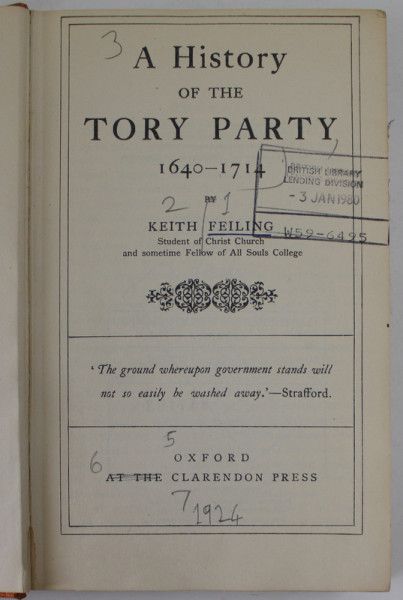 3
A History
OF THE
TORY PARTY
1640–1714
BRITISH LIBRARY
LENDING DIVISION
- 3 JAN 1980
W59-6495
BY
2 1
KEITH FEILING
Student of Christ Church
and sometime Fellow of All Souls College
‘The ground whereupon government stands will
not so easily be washed away.’—Strafford.
5
OXFORD
6
AT THE CLARENDON PRESS
7 1924